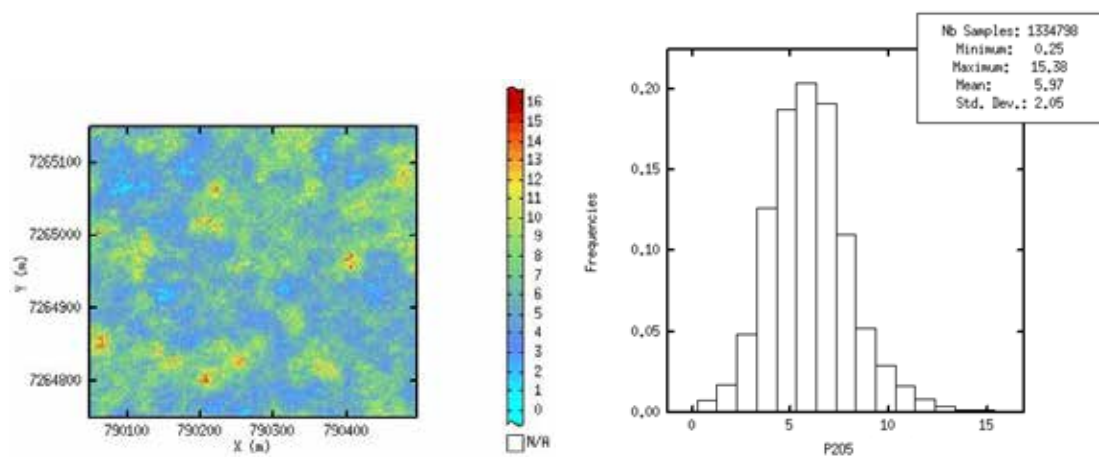 7265100
7265000
7264900
7264800
Y (m)
790100 790200 790300 790400
X (m)
16
15
14
13
12
11
10
9
8
7
6
5
4
3
2
1
0
N/A
Nb Samples: 1334798
Minimum: 0.25
Maximum: 15.38
Mean: 5.97
Std. Dev.: 2.05
0.20
0.15
0.10
0.05
0.00
Frequencies
0 5 10 15
P205